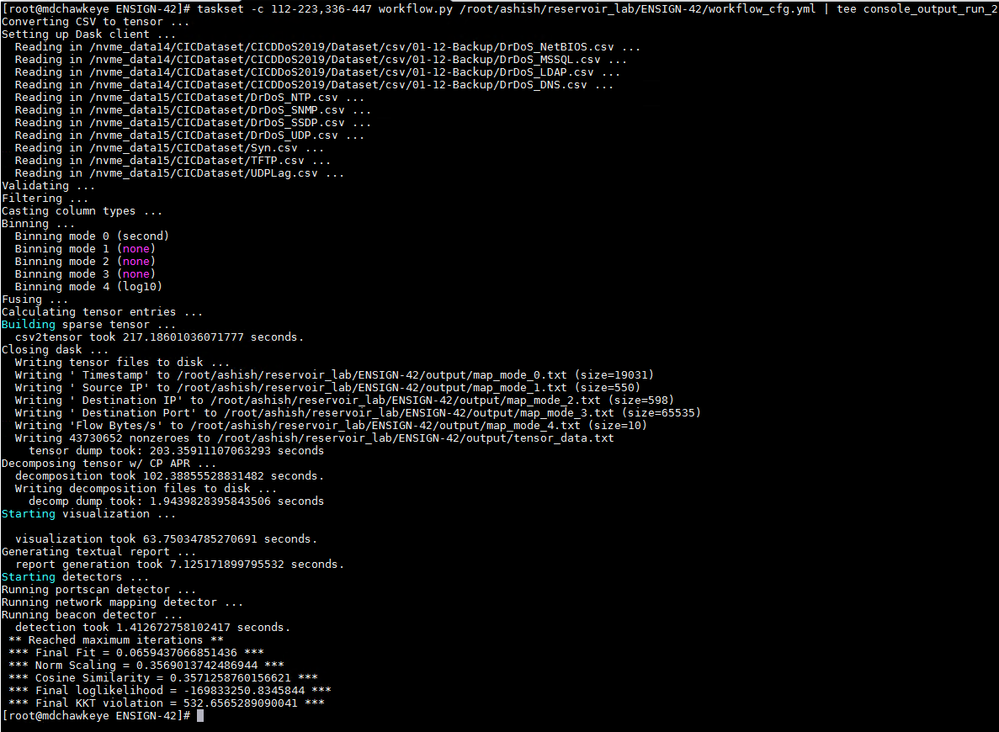 [root@mdchawkeye ENSIGN-42]# taskset -c 112-223,336-447 workflow.py /root/ashish/reservoir_lab/ENSIGN-42/workflow_cfg.yml | tee console_output_run_2
Converting CSV to tensor ...
Setting up Dask client ...
  Reading in /nvme_data14/CICDataset/CICDDoS2019/Dataset/csv/01-12-Backup/DrDoS_NetBIOS.csv ...
  Reading in /nvme_data14/CICDataset/CICDDoS2019/Dataset/csv/01-12-Backup/DrDoS_MSSQL.csv ...
  Reading in /nvme_data14/CICDataset/CICDDoS2019/Dataset/csv/01-12-Backup/DrDoS_LDAP.csv ...
  Reading in /nvme_data14/CICDataset/CICDDoS2019/Dataset/csv/01-12-Backup/DrDoS_DNS.csv ...
  Reading in /nvme_data15/CICDataset/DrDoS_NTP.csv ...
  Reading in /nvme_data15/CICDataset/DrDoS_SNMP.csv ...
  Reading in /nvme_data15/CICDataset/DrDoS_SSDP.csv ...
  Reading in /nvme_data15/CICDataset/DrDoS_UDP.csv ...
  Reading in /nvme_data15/CICDataset/Syn.csv ...
  Reading in /nvme_data15/CICDataset/TFTP.csv ...
  Reading in /nvme_data15/CICDataset/UDPLag.csv ...
Validating ...
Filtering ...
Casting column types ...
Binning ...
  Binning mode 0 (second)
  Binning mode 1 (none)
  Binning mode 2 (none)
  Binning mode 3 (none)
  Binning mode 4 (log10)
Fusing ...
Calculating tensor entries ...
Building sparse tensor ...
  csv2tensor took 217.18601036071777 seconds.
Closing dask ...
  Writing tensor files to disk ...
  Writing ' Timestamp' to /root/ashish/reservoir_lab/ENSIGN-42/output/map_mode_0.txt (size=19031)
  Writing ' Source IP' to /root/ashish/reservoir_lab/ENSIGN-42/output/map_mode_1.txt (size=550)
  Writing ' Destination IP' to /root/ashish/reservoir_lab/ENSIGN-42/output/map_mode_2.txt (size=598)
  Writing ' Destination Port' to /root/ashish/reservoir_lab/ENSIGN-42/output/map_mode_3.txt (size=65535)
  Writing 'Flow Bytes/s' to /root/ashish/reservoir_lab/ENSIGN-42/output/map_mode_4.txt (size=10)
  Writing 43730652 nonzeroes to /root/ashish/reservoir_lab/ENSIGN-42/output/tensor_data.txt
    tensor dump took: 203.35911107063293 seconds
Decomposing tensor w/ CP APR ...
  decomposition took 102.38855528831482 seconds.
  Writing decomposition files to disk ...
    decomp dump took: 1.9439828395843506 seconds
Starting visualization ...
  visualization took 63.75034785270691 seconds.
Generating textual report ...
  report generation took 7.125171899795532 seconds.
Starting detectors ...
Running portscan detector ...
Running network mapping detector ...
Running beacon detector ...
  detection took 1.412672758102417 seconds.
 ** Reached maximum iterations **
 *** Final Fit = 0.0659437066851436 ***
 *** Norm Scaling = 0.3569013742486944 ***
 *** Cosine Similarity = 0.3571258760156621 ***
 *** Final loglikelihood = -169833250.8345844 ***
 *** Final KKT violation = 532.6565289090041 ***
[root@mdchawkeye ENSIGN-42]#